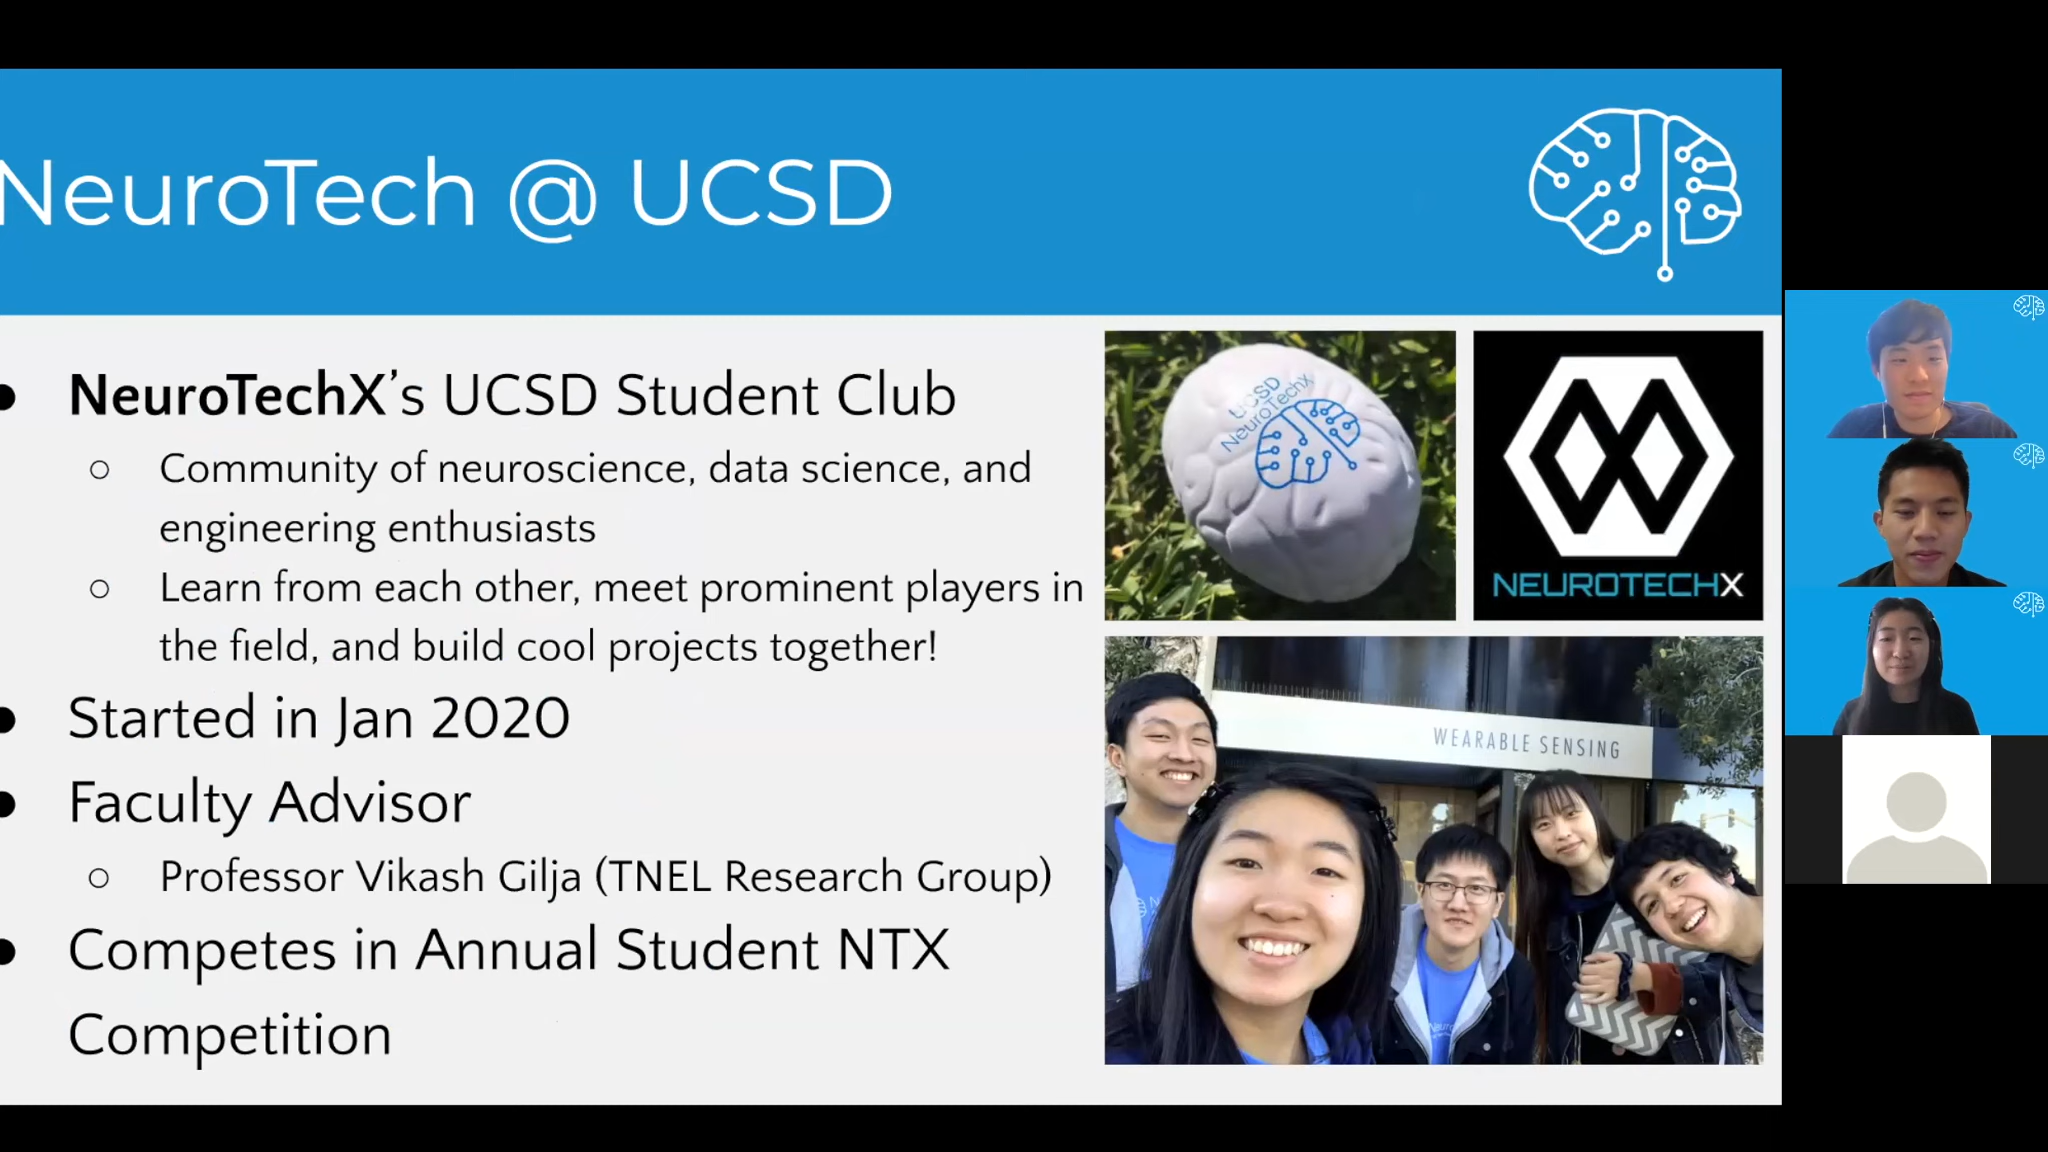 NeuroTech @ UCSD
NeuroTechX's UCSD Student Club
Community of neuroscience, data science, and
engineering enthusiasts
Learn from each other, meet prominent players in
the field, and build cool projects together!
Started in Jan 2020
Faculty Advisor
Professor Vikash Gilja (TNEL Research Group)
Competes in Annual Student NTX
Competition
UCSD
NeuroTechX
NEUROTECHX
WEARABLE SENSING